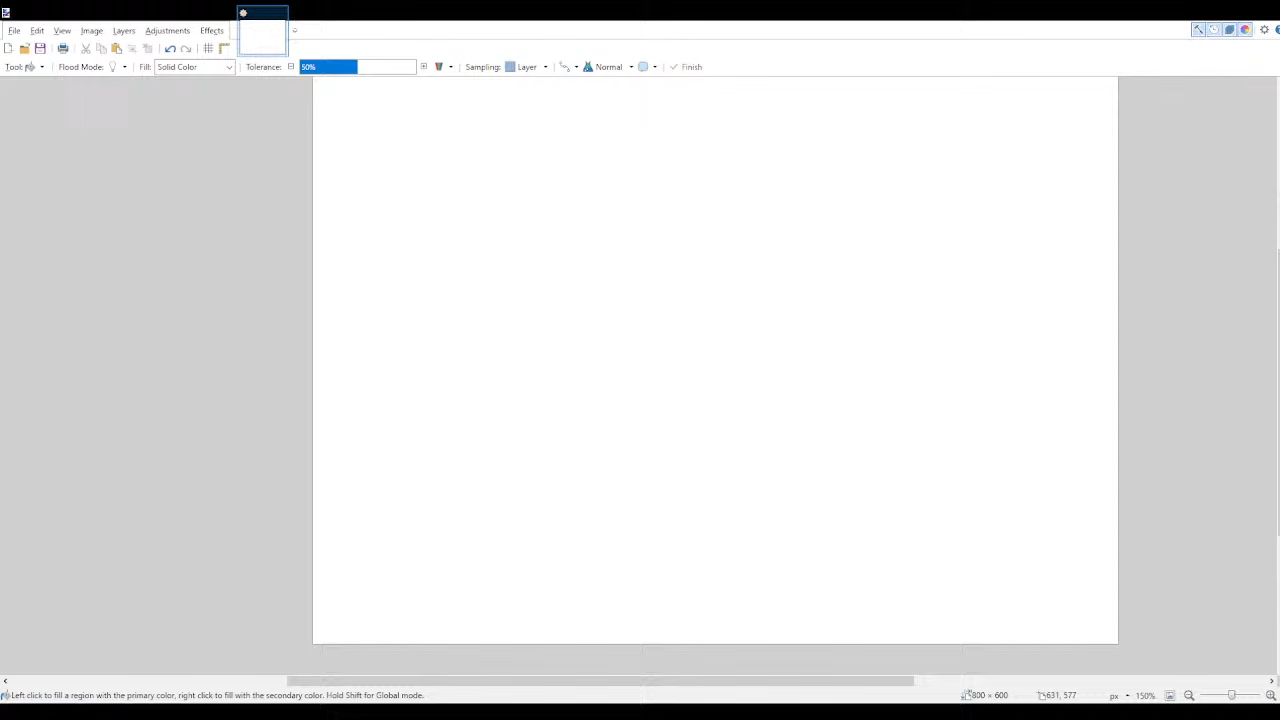 File Edit View Image Layers Adjustments Effects
Tool: Flood Mode: Fill: Solid Color Tolerance: 50% Sampling: Layer Normal Finish
Left click to fill a region with the primary color, right click to fill with the secondary color. Hold Shift for Global mode. 800 × 600 631, 577 px 150%